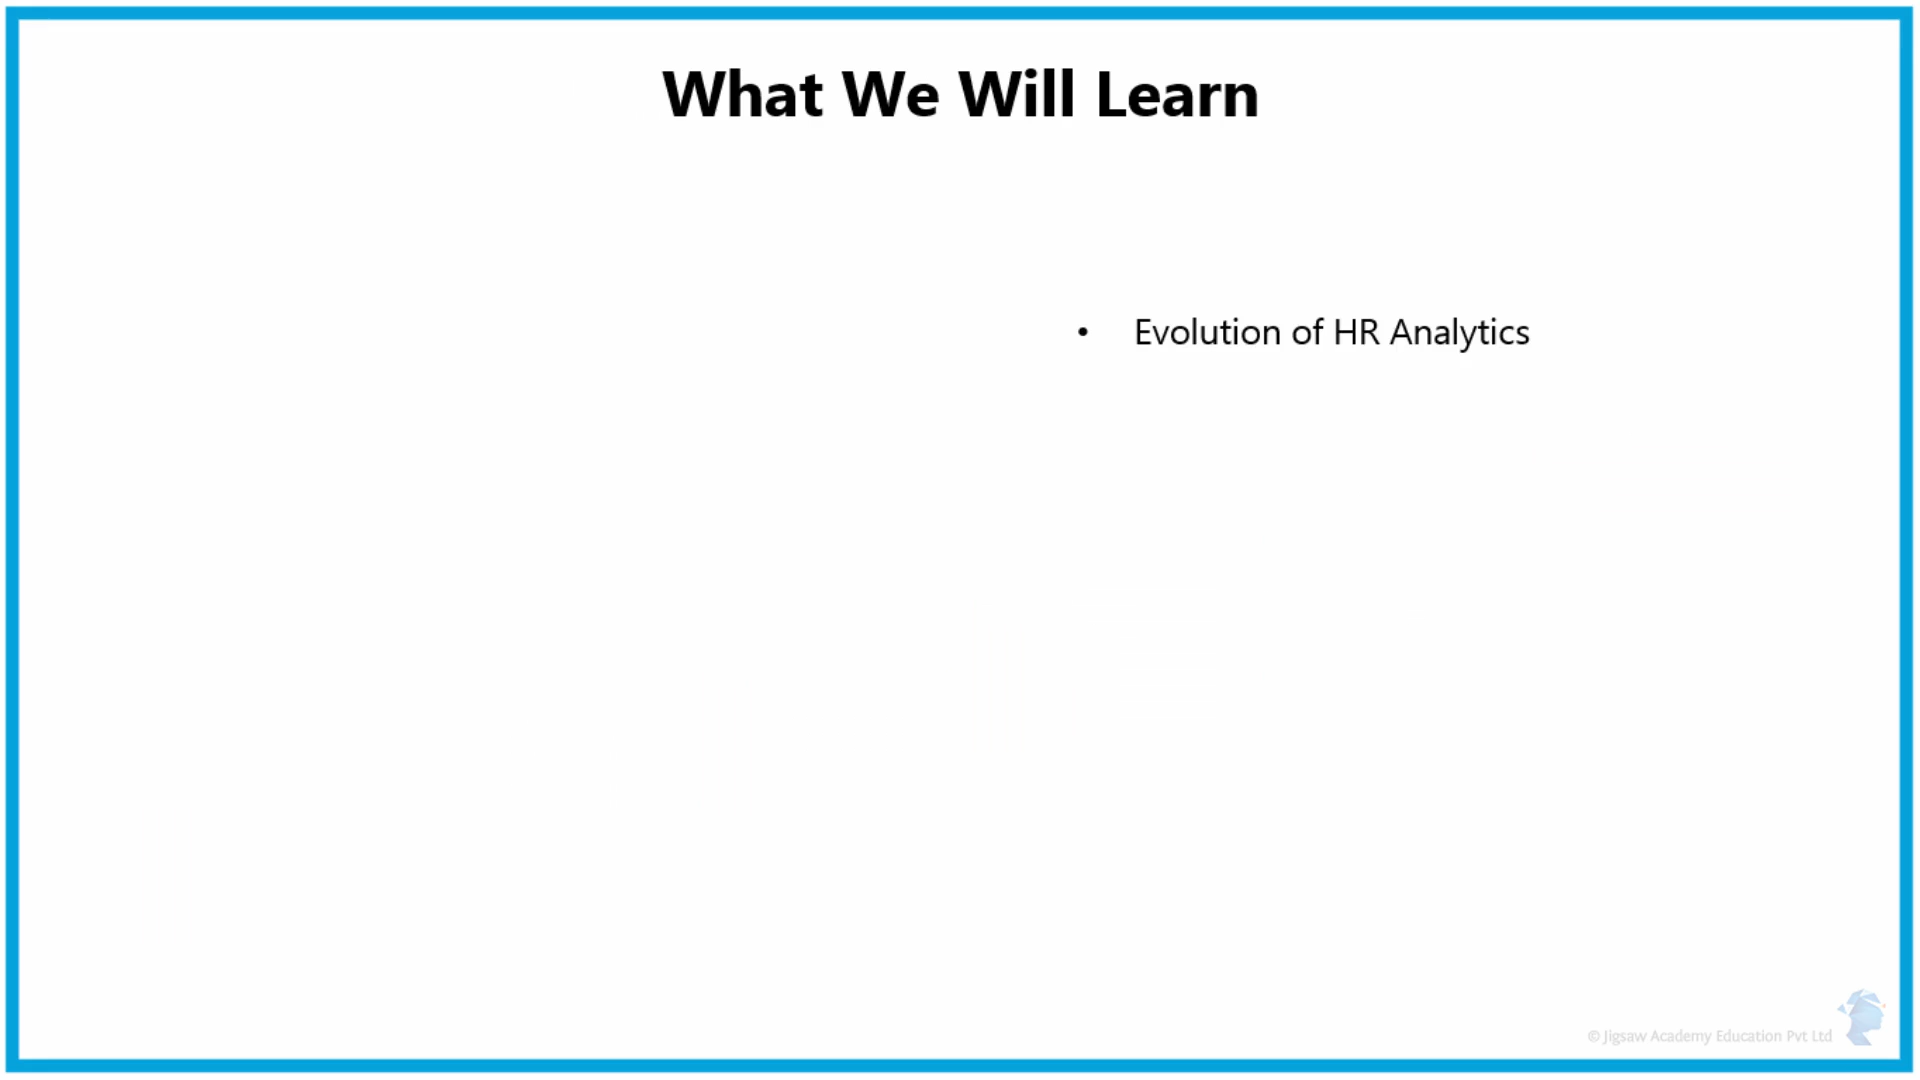 What We Will Learn
• Evolution of HR Analytics
© Jigsaw Academy Education Pvt Ltd